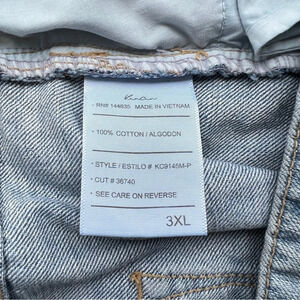 RN# 144635 MADE IN VIETNAM
• 100% COTTON / ALGODON
• STYLE / ESTILO # KC9145M-P
• CUT # 36740
• SEE CARE ON REVERSE
3XL